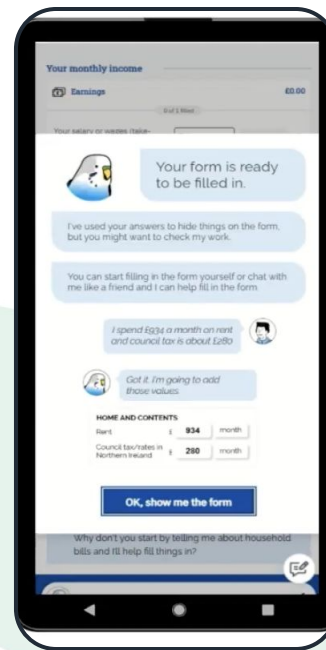 Your monthly income
Earnings £0.00
0 of 1 filled
Your salary or wages (take-
Your form is ready
to be filled in.
I've used your answers to hide things on the form,
but you might want to check my work.
You can start filling in the form yourself or chat with
me like a friend and I can help fill in the form
I spend £934 a month on rent
and council tax is about £280
Got it. I'm going to add
those values.
HOME AND CONTENTS
Rent £ 934 month
Council tax/rates in
Northern Ireland £ 280 month
OK, show me the form
Why don't you start by telling me about household
bills and I'll help fill things in?